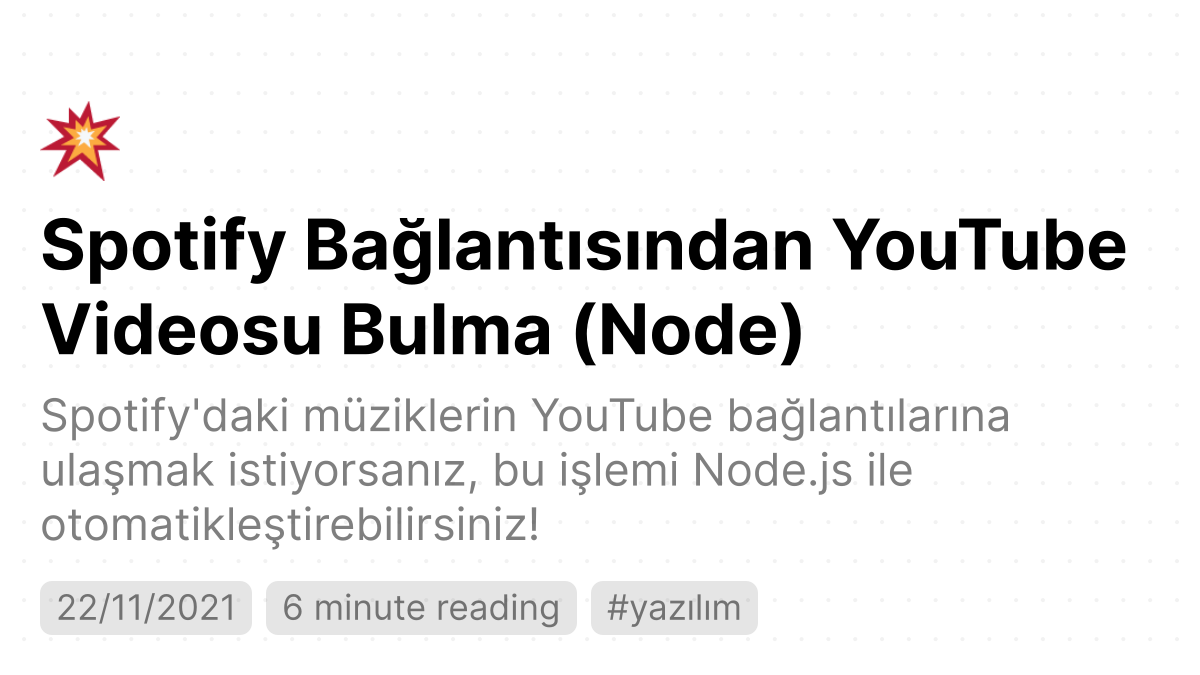 Spotify Bağlantısından YouTube
Videosu Bulma (Node)
Spotify'daki müziklerin YouTube bağlantılarına
ulaşmak istiyorsanız, bu işlemi Node.js ile
otomatikleştirebilirsiniz!
22/11/2021 6 minute reading #yazılım